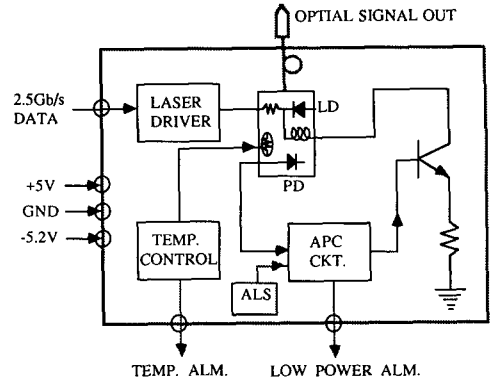 OPTIAL SIGNAL OUT
2.5Gb/s
DATA
LASER
DRIVER
LD
PD
+5V
GND
-5.2V
TEMP.
CONTROL
APC
CKT.
ALS
TEMP. ALM.
LOW POWER ALM.